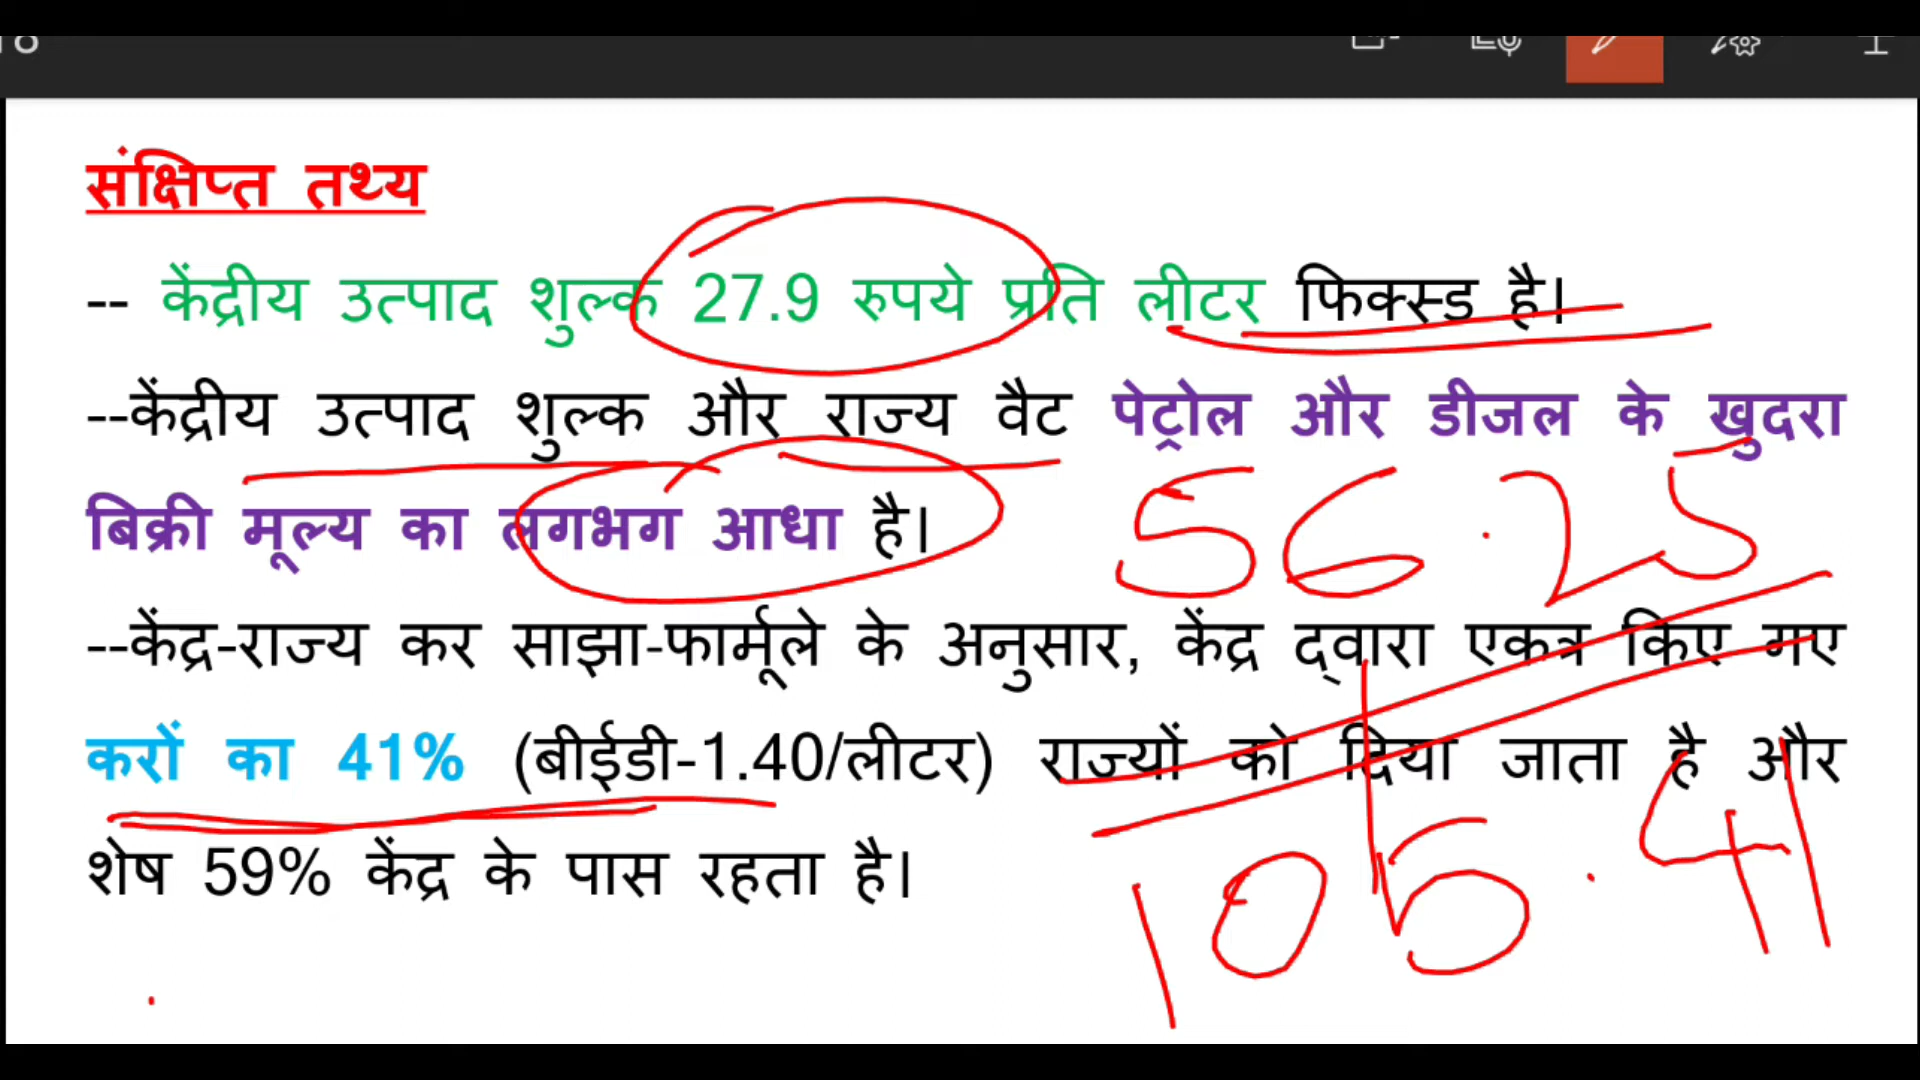 संक्षिप्त तथ्य
-- केंद्रीय उत्पाद शुल्क 27.9 रुपये प्रति लीटर फिक्स्ड है।
--केंद्रीय उत्पाद शुल्क और राज्य वैट पेट्रोल और डीजल के खुदरा
बिक्री मूल्य का लगभग आधा है।
56.25
--केंद्र-राज्य कर साझा-फार्मूले के अनुसार, केंद्र द्वारा एकत्र किए गए
करों का 41% (बीईडी-1.40/लीटर) राज्यों को दिया जाता है और
शेष 59% केंद्र के पास रहता है।
105.41